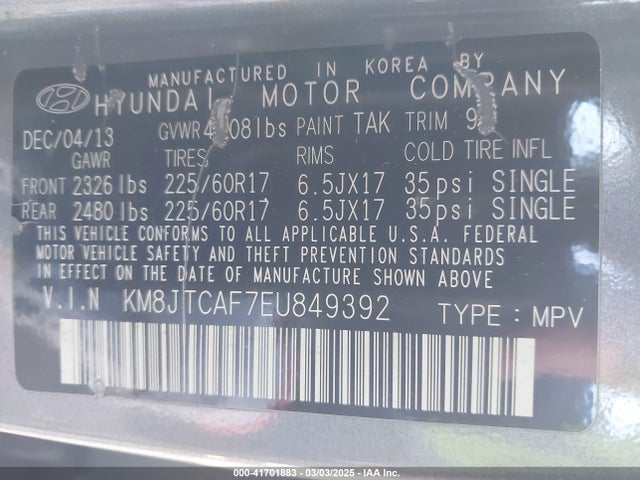 MANUFACTURED IN KOREA BY
HYUNDAI MOTOR COMPANY
DEC/04/13 GVWR PAINT TAK TRIM
GAWR TIRES RIMS COLD TIRE INFL
FRONT 2326 lbs 225/60R17 6.5JX17 35psi SINGLE
REAR 2480 lbs 225/60R17 6.5JX17 35psi SINGLE
THIS VEHICLE CONFORMS TO ALL APPLICABLE U.S.A. FEDERAL
MOTOR VEHICLE SAFETY AND THEFT PREVENTION STANDARDS
IN EFFECT ON THE DATE OF MANUFACTURE SHOWN ABOVE
V.I.N KM8JTCAF7EU849392 TYPE : MPV
000-41701883 - 03/03/2025 - IAA Inc.